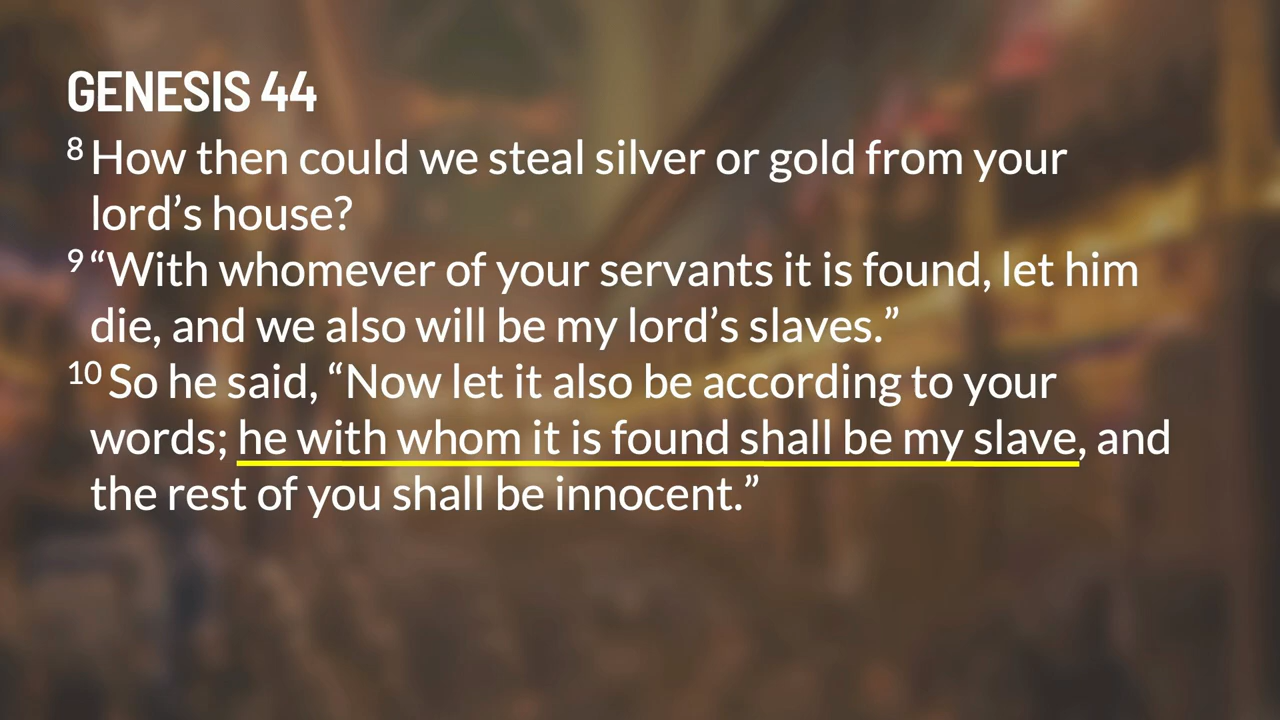 GENESIS 44
8 How then could we steal silver or gold from your
lord’s house?
9 “With whomever of your servants it is found, let him
die, and we also will be my lord’s slaves.”
10 So he said, “Now let it also be according to your
words; he with whom it is found shall be my slave, and
the rest of you shall be innocent.”